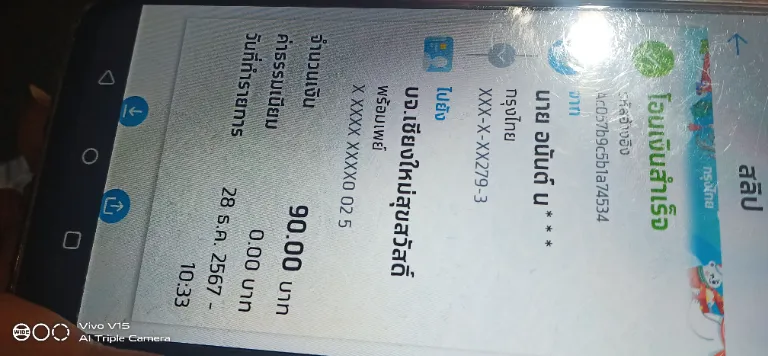 สลิป
กรุงไทย
โอนเงินสำเร็จ
รหัสอ้างอิง
จาก
นาย อนันต์ น***
กรุงไทย
XXX-X-XX279-3
ไปยัง
บจ.เชียงใหม่สุขสวัสดิ์
พร้อมเพย์
X XXXX XXXX0 02 5
จำนวนเงิน 90.00 บาท
ค่าธรรมเนียม 0.00 บาท
วันที่ทำรายการ 28 ธ.ค. 2567 -
10:33
WIDE
Vivo V15
AI Triple Camera